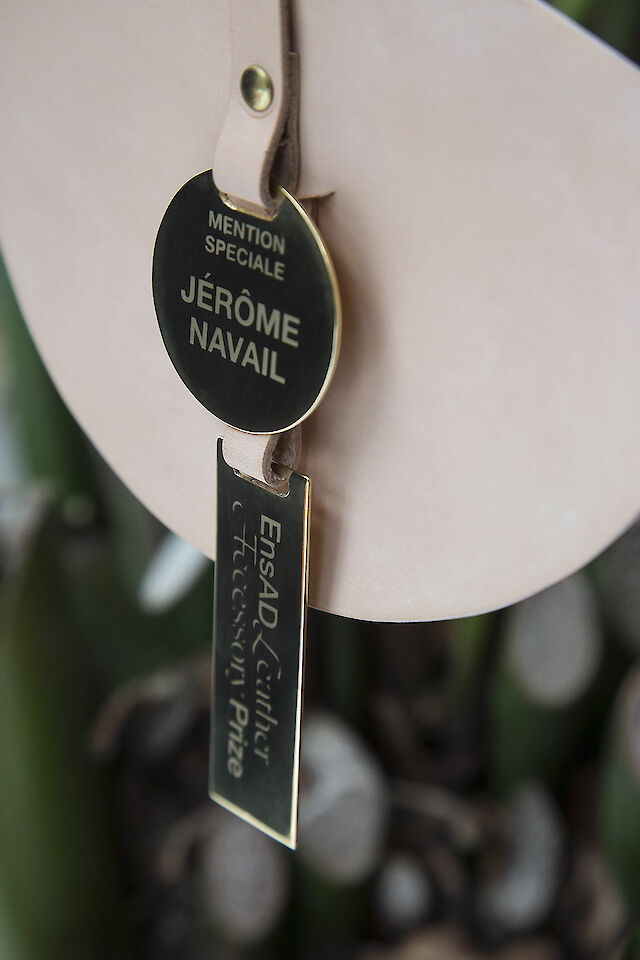 MENTION
SPECIALE
JÉRÔME
NAVAIL
EnsAD Leather
Accessory Prize